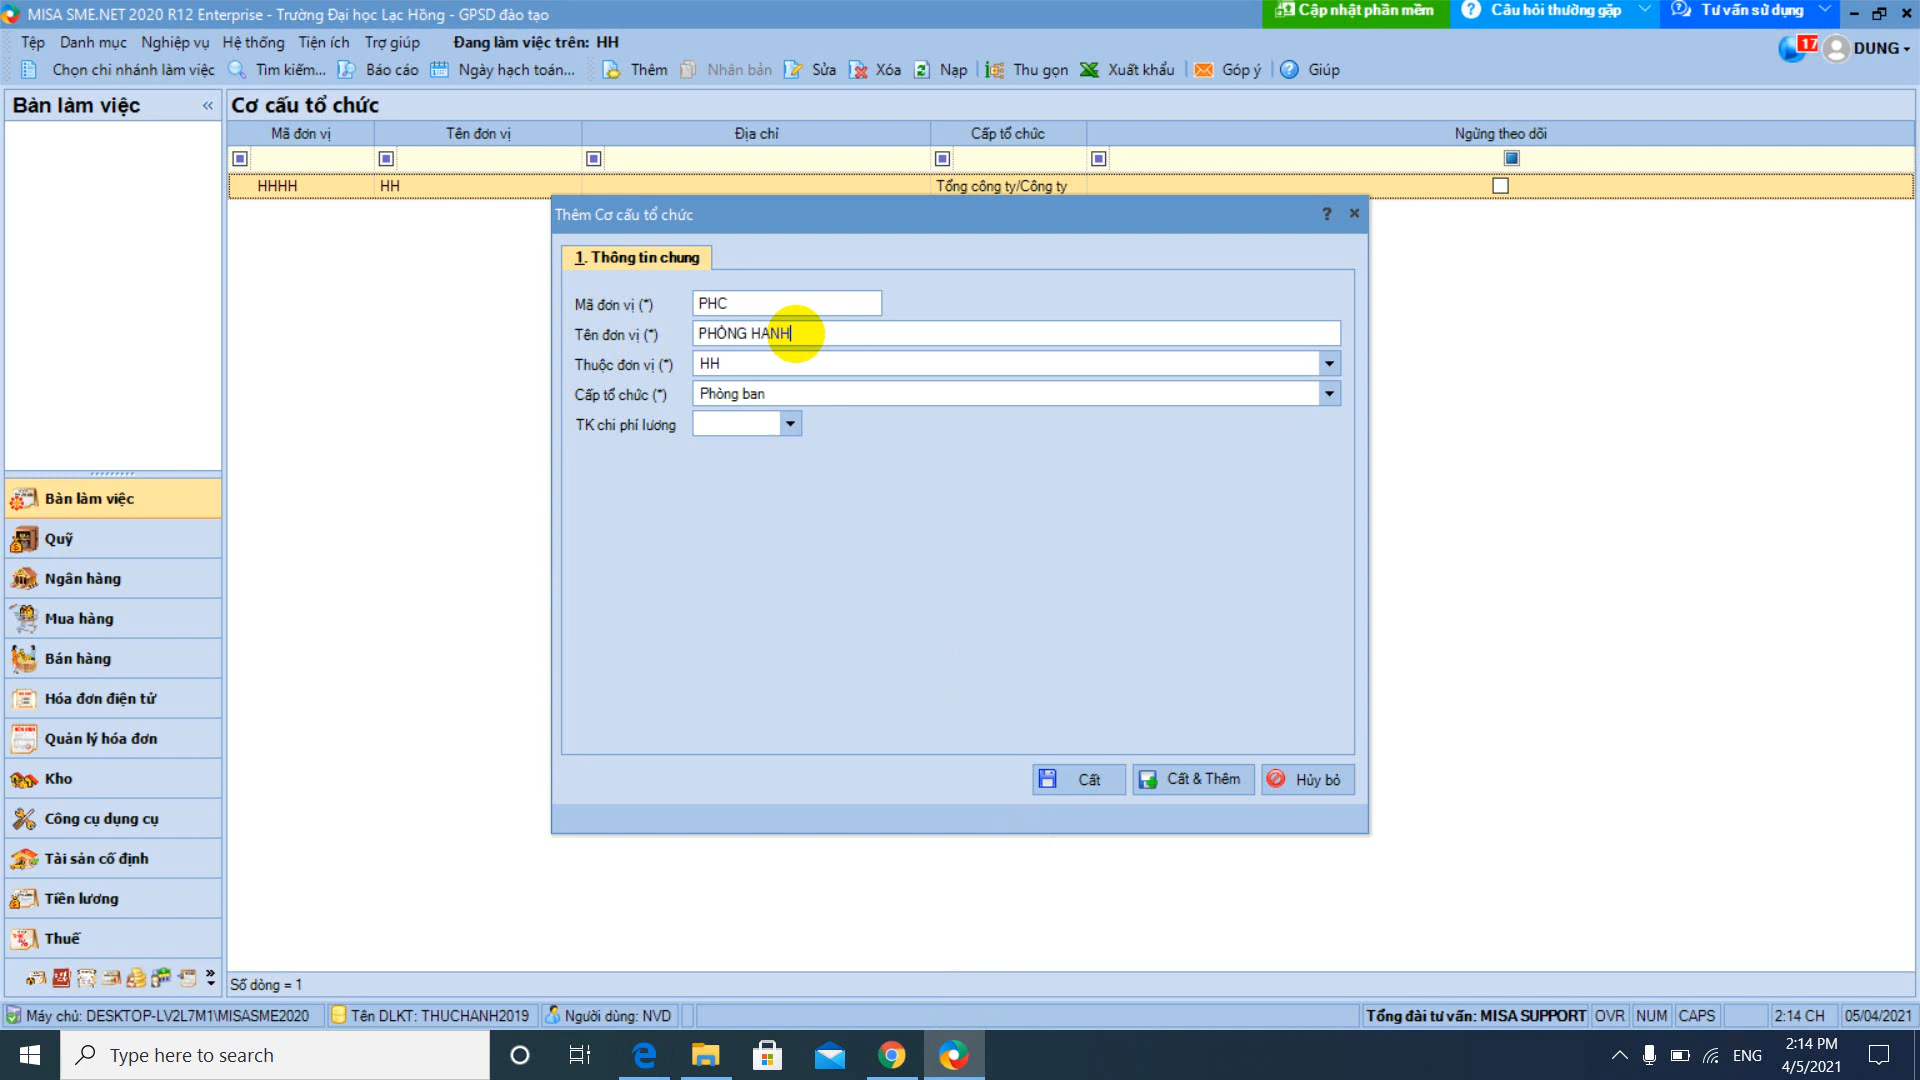 MISA SME.NET 2020 R12 Enterprise - Trường Đại học Lạc Hồng - GPSD đào tạo
Cập nhật phần mềm
Câu hỏi thường gặp
Tư vấn sử dụng
Tệp Danh mục Nghiệp vụ Hệ thống Tiện ích Trợ giúp Đang làm việc trên: HH
17 DUNG
Chọn chi nhánh làm việc Tìm kiếm... Báo cáo Ngày hạch toán... Thêm Nhân bản Sửa Xóa Nạp Thu gọn Xuất khẩu Góp ý Giúp
Bàn làm việc «
Cơ cấu tổ chức
Mã đơn vị Tên đơn vị Địa chỉ Cấp tổ chức Ngừng theo dõi
HHHH HH Tổng công ty/Công ty
Thêm Cơ cấu tổ chức ?
1. Thông tin chung
Mã đơn vị (*) PHC
Tên đơn vị (*) PHÒNG HANH
Thuộc đơn vị (*) HH
Cấp tổ chức (*) Phòng ban
TK chi phí lương
Cất Cất & Thêm Hủy bỏ
Bàn làm việc
Quỹ
Ngân hàng
Mua hàng
Bán hàng
Hóa đơn điện tử
Quản lý hóa đơn
Kho
Công cụ dụng cụ
Tài sản cố định
Tiền lương
Thuế
Số dòng = 1
Máy chủ: DESKTOP-LV2L7M1\MISASME2020 Tên DLKT: THUCHANH2019 Người dùng: NVD Tổng đài tư vấn: MISA SUPPORT OVR NUM CAPS 2:14 CH 05/04/2021
Type here to search
ENG
2:14 PM
4/5/2021